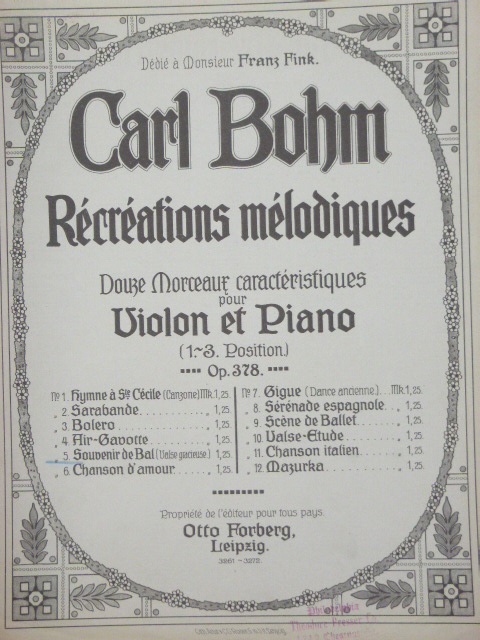 Dédié à Monsieur Franz Fink.
Carl Bohm
Récréations mélodiques
Douze Morceaux caractéristiques
pour
Violon et Piano
(1.-3. Position.)
Op. 378.
No 1. Hymne à Ste Cécile (Canzone) Mk. 1,25.
„ 2. Sarabande . . . . . . . . „ 1,25.
„ 3. Bolero . . . . . . . . „ 1,25.
„ 4. Air-Gavotte . . . . . . . . „ 1,25.
„ 5. Souvenir de Bal (Valse gracieuse.) „ 1,25.
„ 6. Chanson d'amour . . . . . „ 1,25.
No 7. Gigue (Dance ancienne.) . . Mk. 1,25.
„ 8. Sérénade espagnole . . „ 1,25.
„ 9. Scène de Ballet . . . . . „ 1,25.
„ 10. Valse-Etude . . . . . . „ 1,25.
„ 11. Chanson italien . . . . . „ 1,25.
„ 12. Mazurka . . . . . . . . „ 1,25.
Propriété de l'éditeur pour tous pays.
Otto Forberg,
Leipzig.
3261 - 3272.
Philadelphia
Theodore Presser Co.
Chestnut